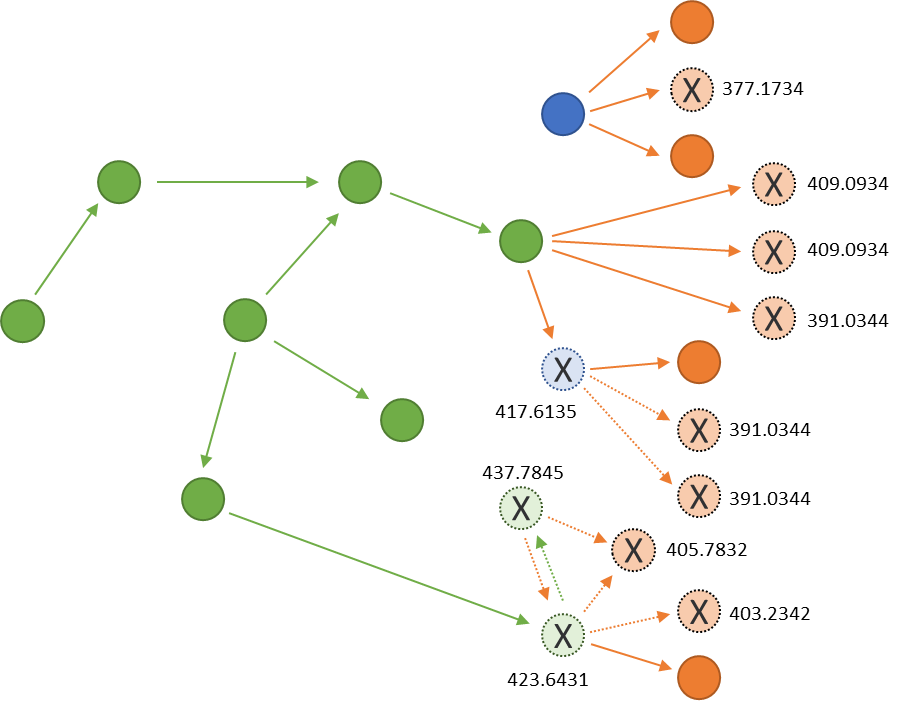 X 377.1734
X 409.0934
X 409.0934
X 391.0344
X
417.6135
X 391.0344
437.7845
X 391.0344
X
X 405.7832
X 403.2342
X
423.6431